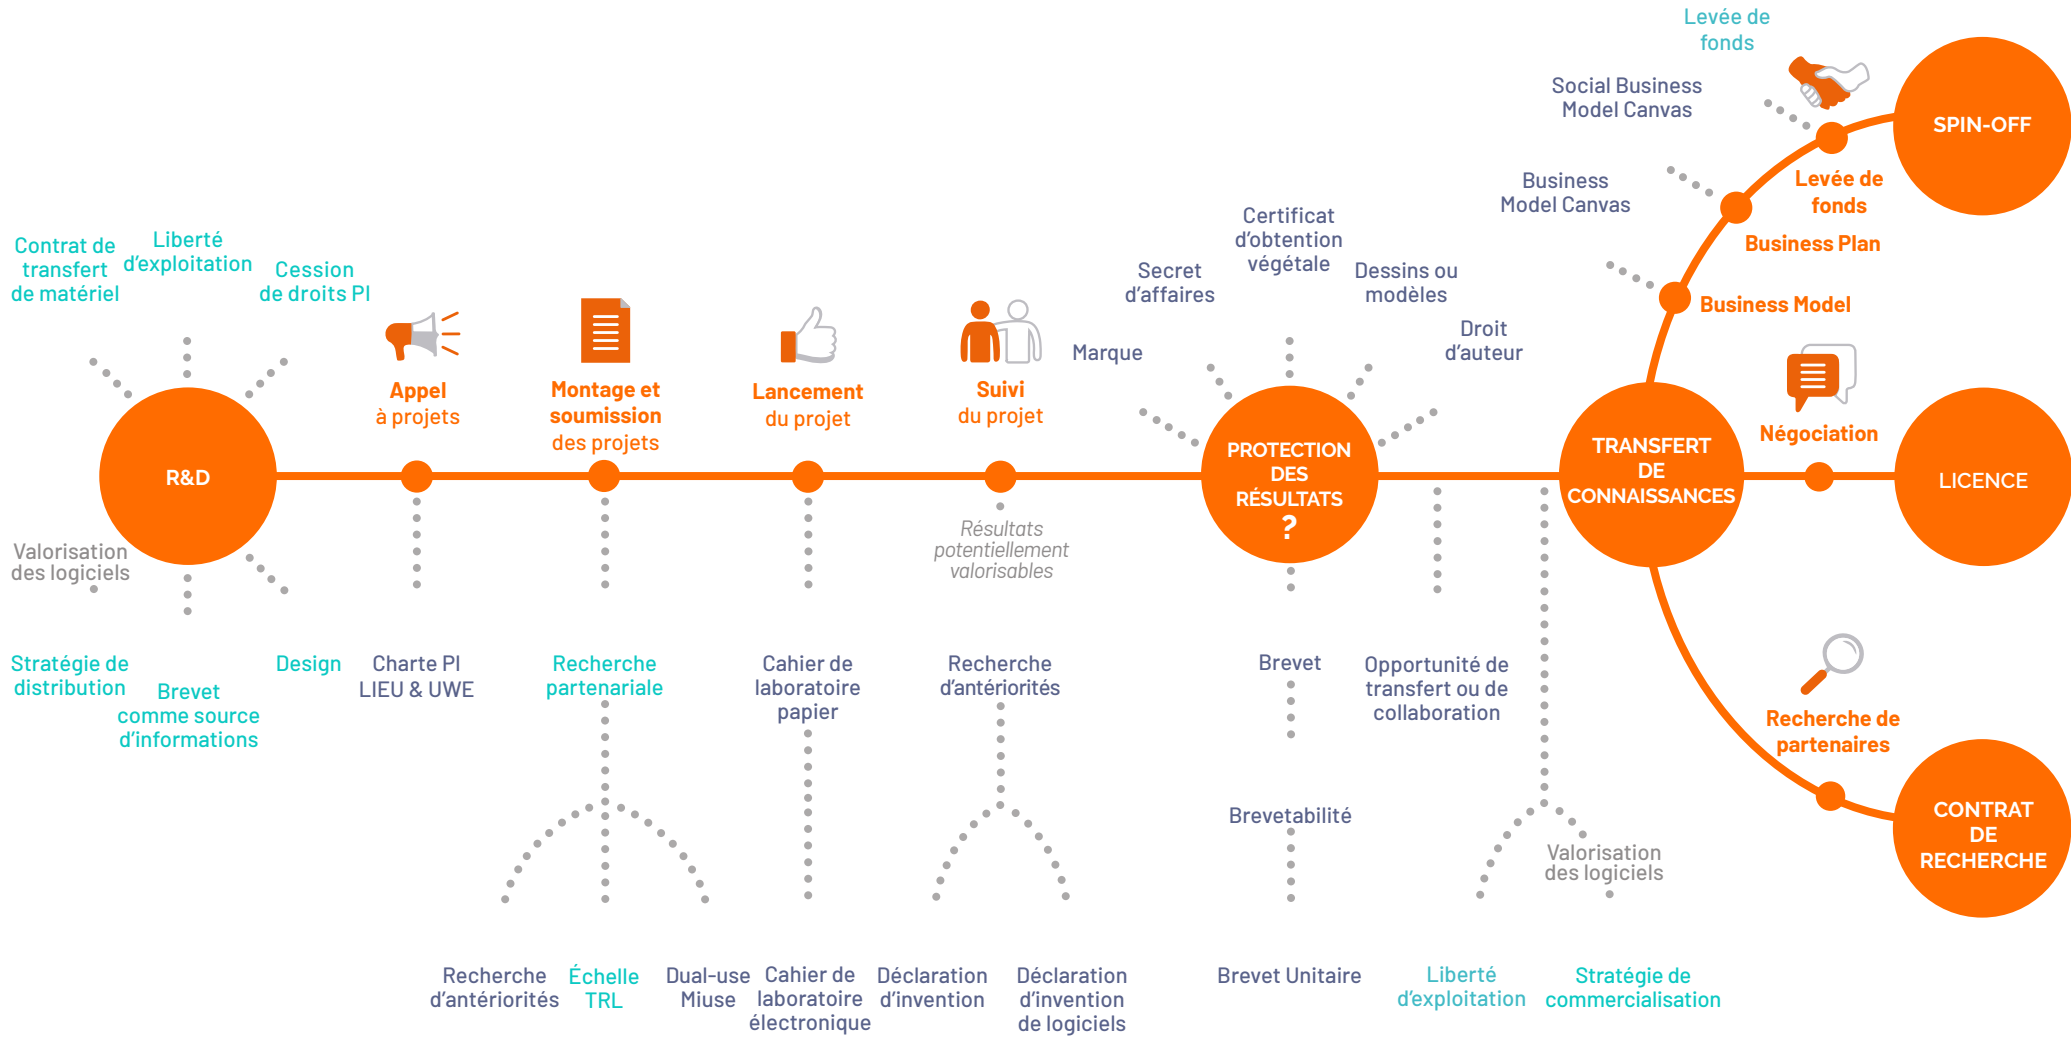 Levée de
fonds
Social Business
Model Canvas
SPIN-OFF
Business
Model Canvas
Levée de
fonds
Business Plan
Business Model
Contrat de
transfert
de matériel
Liberté
d'exploitation
Cession
de droits PI
Appel
à projets
Montage et
soumission
des projets
Lancement
du projet
Suivi
du projet
Marque
Secret
d'affaires
Certificat
d'obtention
végétale
Dessins ou
modèles
Droit
d'auteur
Négociation
R&D
PROTECTION
DES
RÉSULTATS
?
TRANSFERT
DE
CONNAISSANCES
LICENCE
Résultats
potentiellement
valorisables
Valorisation
des logiciels
Stratégie de
distribution
Brevet
comme source
d'informations
Design
Charte PI
LIEU & UWE
Recherche
partenariale
Cahier de
laboratoire
papier
Recherche
d'antériorités
Brevet
Opportunité de
transfert ou de
collaboration
Recherche de
partenaires
Brevetabilité
Valorisation
des logiciels
CONTRAT
DE
RECHERCHE
Recherche
d'antériorités
Échelle
TRL
Dual-use
Miuse
Cahier de
laboratoire
électronique
Déclaration
d'invention
Déclaration
d'invention
de logiciels
Brevet Unitaire
Liberté
d'exploitation
Stratégie de
commercialisation